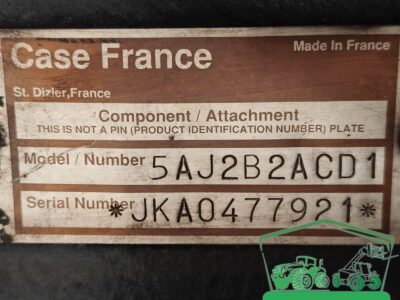 Case France
Made In France
St. Dizier,France
Component / Attachment
THIS IS NOT A PIN (PRODUCT IDENTIFICATION NUMBER) PLATE
Model / Number 5AJ2B2ACD1
Serial Number *JKA0477921*